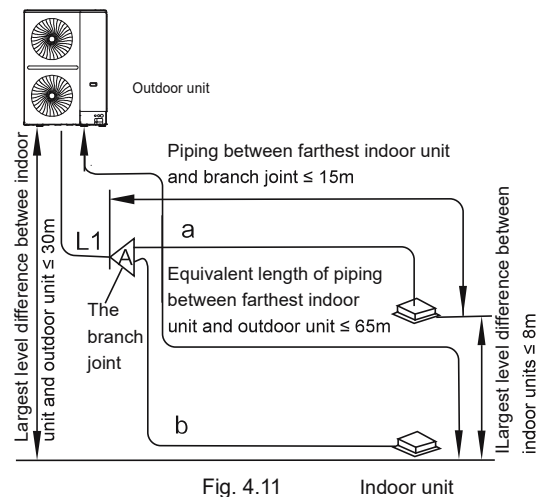 Outdoor unit
Piping between farthest indoor unit
and branch joint ≤ 15m
Largest level difference betwee indoor
unit and outdoor unit ≤ 30m
L1
a
A
The
branch
joint
Equivalent length of piping
between farthest indoor
unit and outdoor unit ≤ 65m
lLargest level difference between
indoor units ≤ 8m
b
Fig. 4.11
Indoor unit